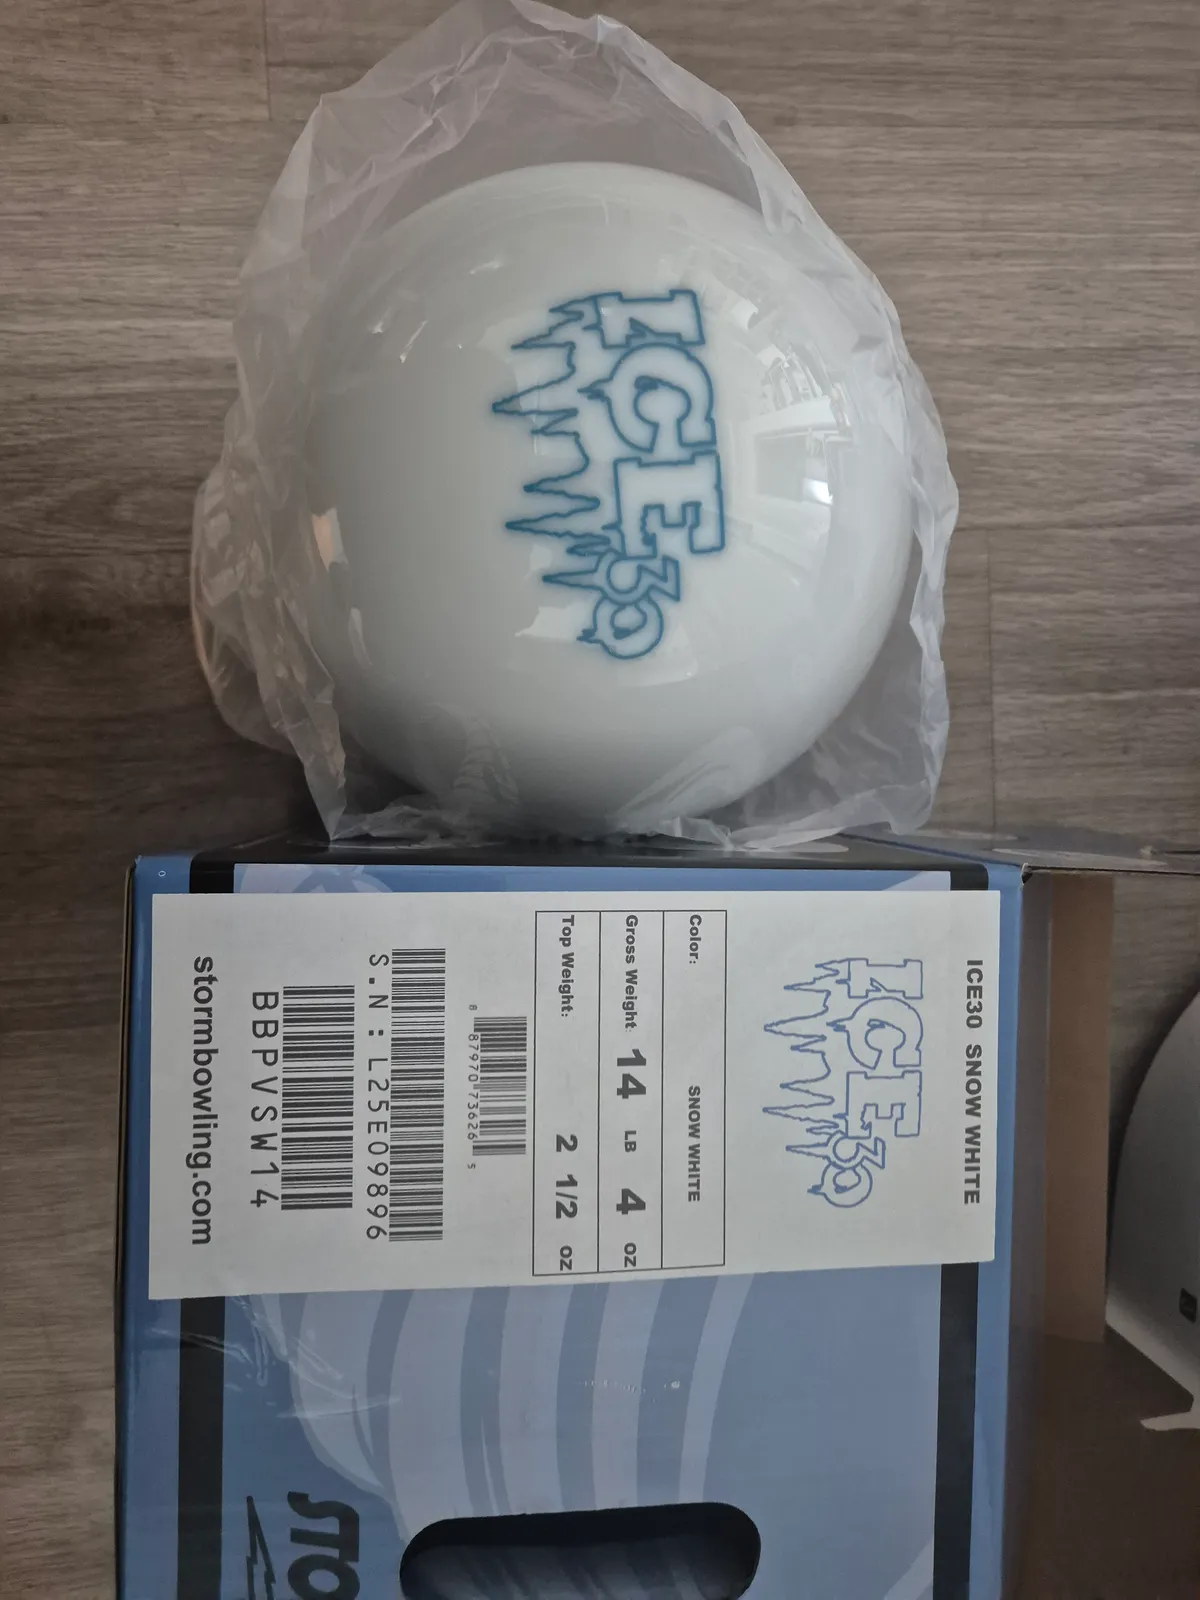 ICE30
ICE30 SNOW WHITE
ICE30
Color: SNOW WHITE
Gross Weight: 14 LB 4 OZ
Top Weight: 2 1/2 OZ
8 87970 73626 5
S.N:L25E09896
BBPVSW14
stormbowling.com
STO